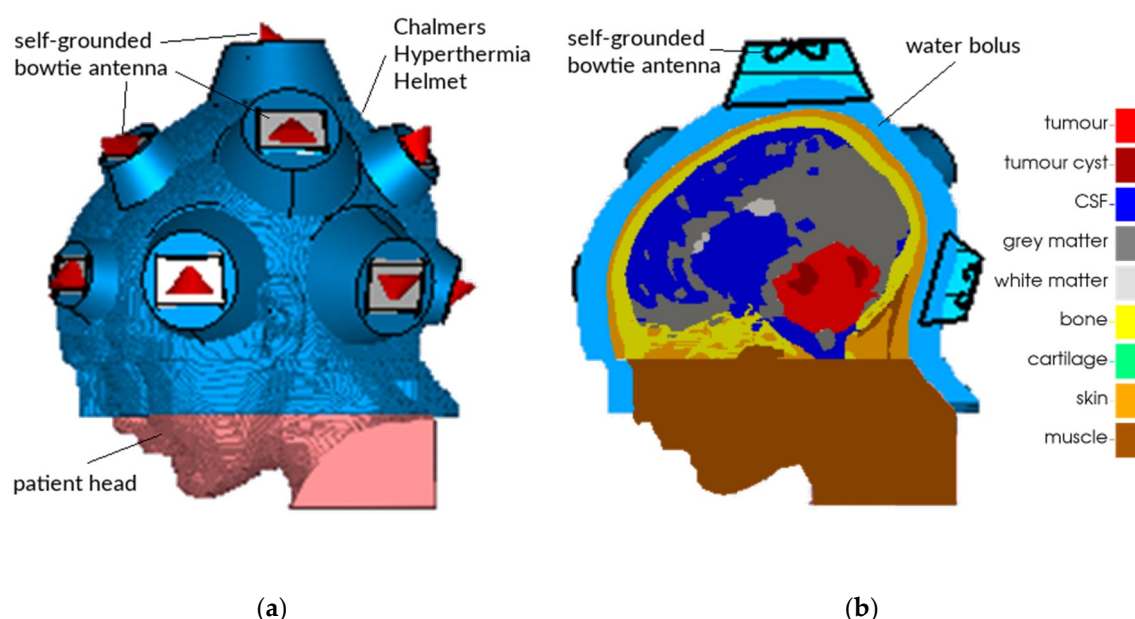 self-grounded
bowtie antenna
Chalmers
Hyperthermia
Helmet
patient head
(a)
self-grounded
bowtie antenna
water bolus
tumour
tumour cyst
CSF
grey matter
white matter
bone
cartilage
skin
muscle
(b)